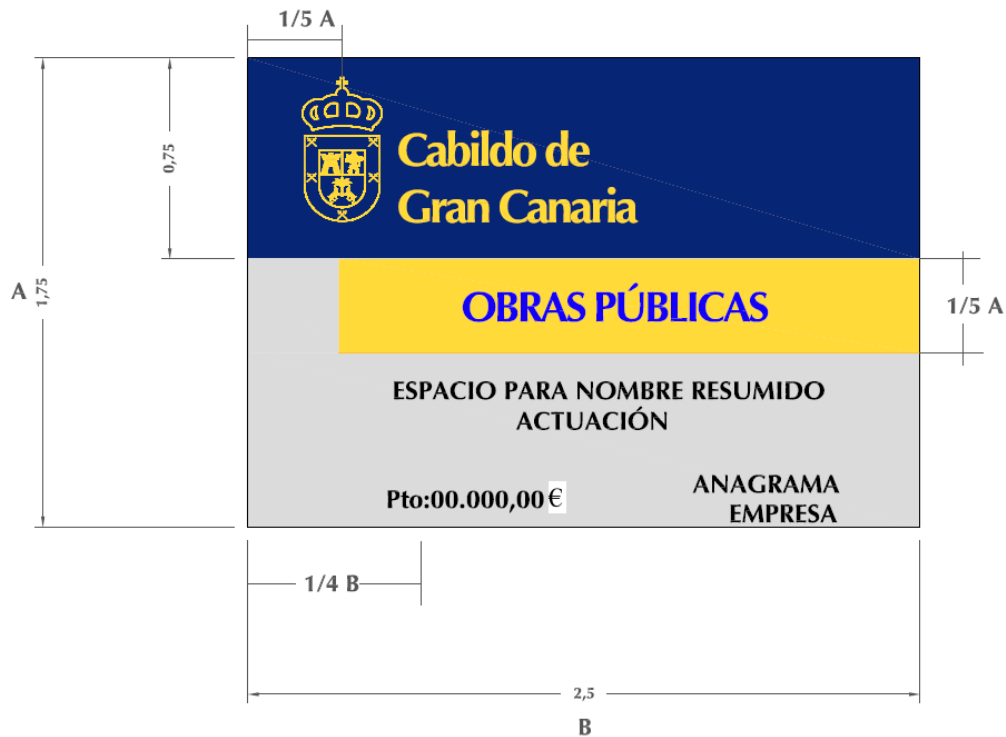 1/5 A
0,75
A
1,75
Cabildo de
Gran Canaria
OBRAS PÚBLICAS
1/5 A
ESPACIO PARA NOMBRE RESUMIDO
ACTUACIÓN
Pto:00.000,00 €
ANAGRAMA
EMPRESA
1/4 B
2,5
B